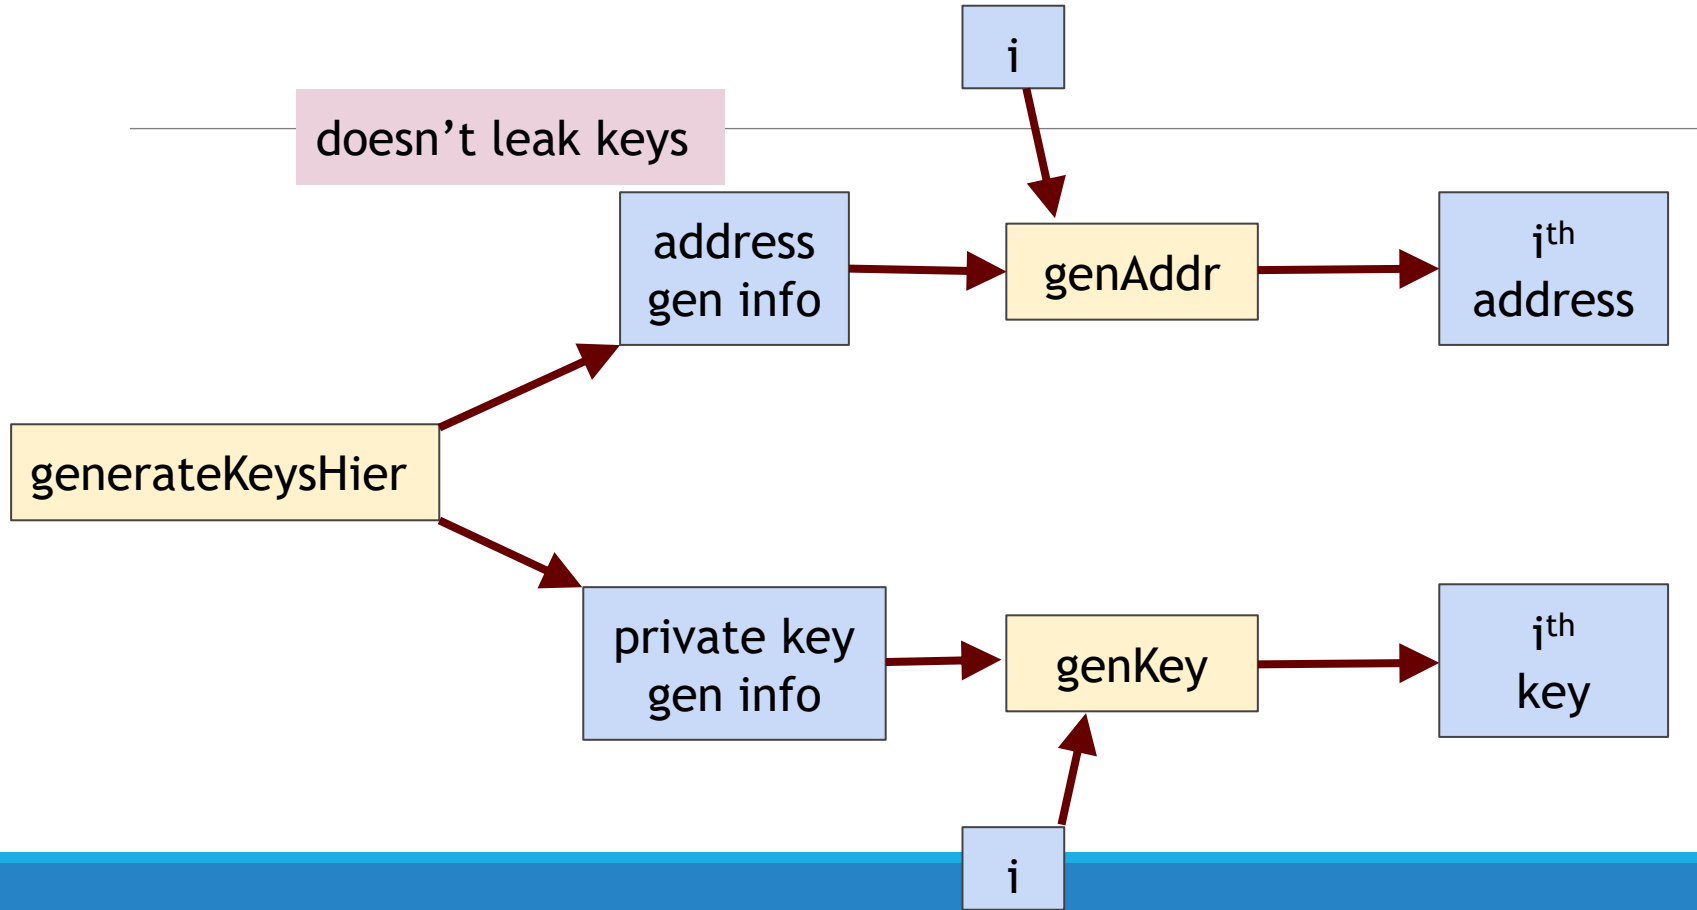 i
doesn’t leak keys
address
gen info
genAddr
ith
address
generateKeysHier
private key
gen info
genKey
ith
key
i